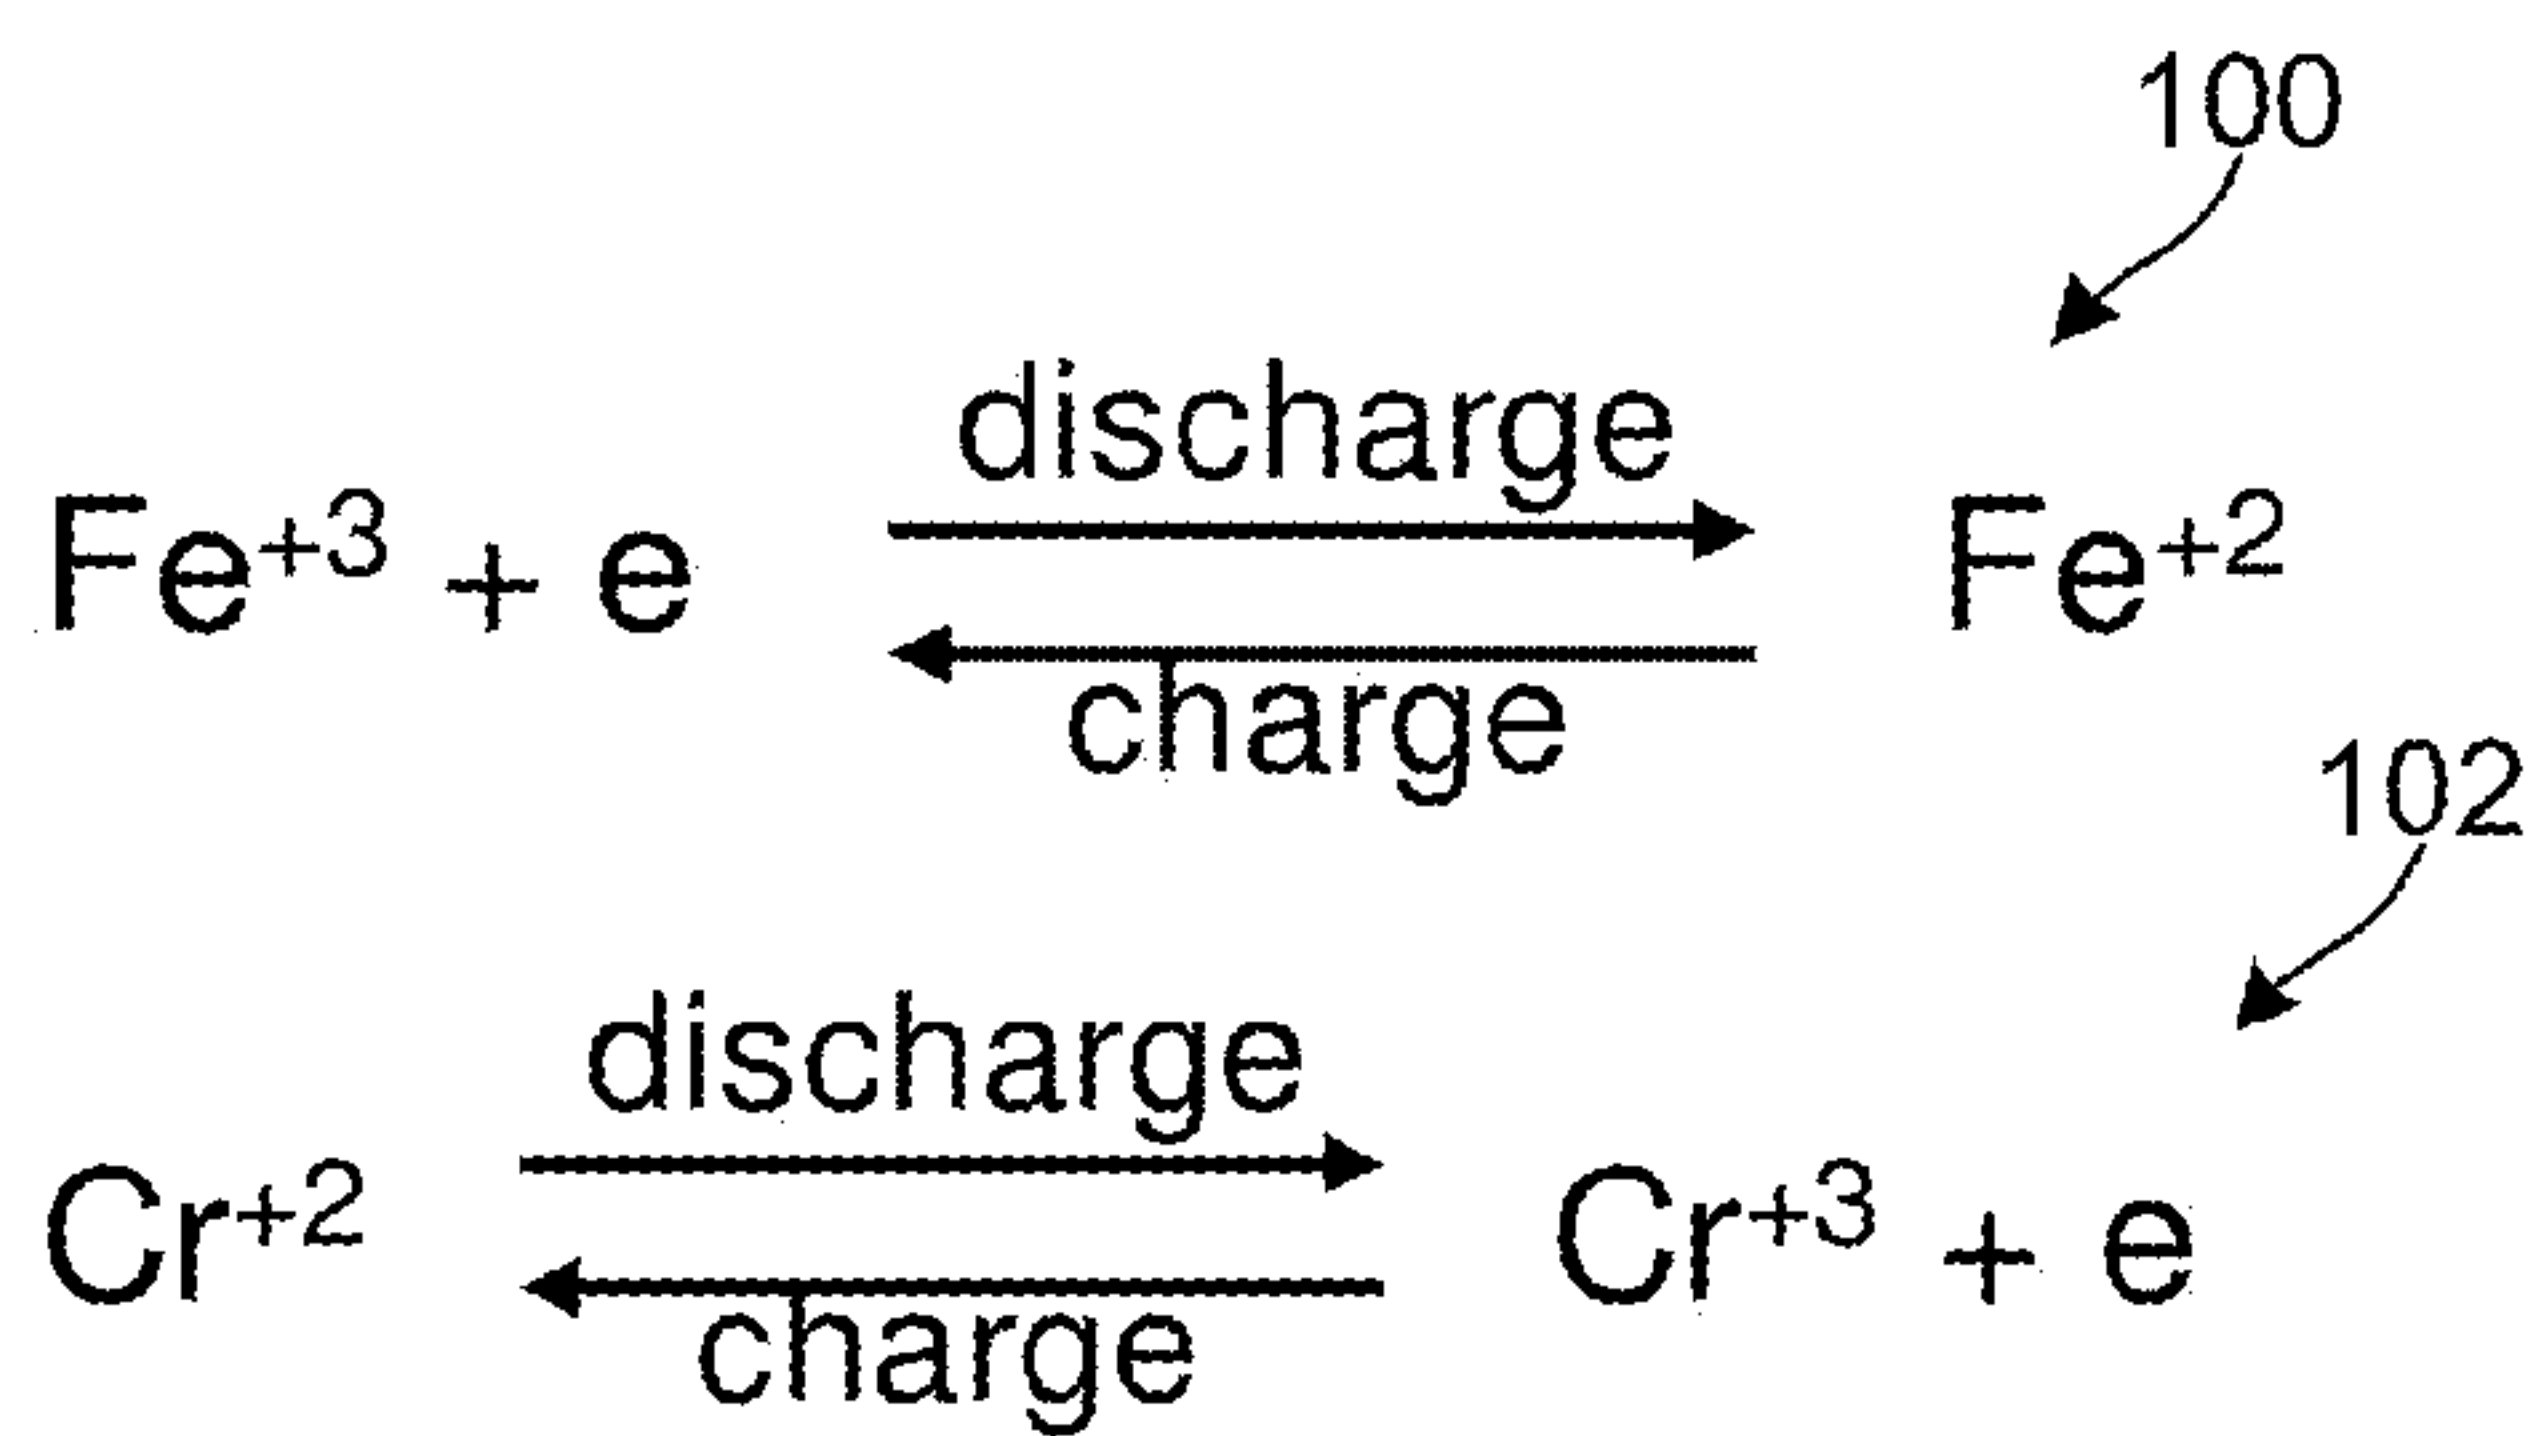 100
discharge
Fe+3 + e Fe+2
charge
102
discharge
Cr+2 Cr+3 + e
charge